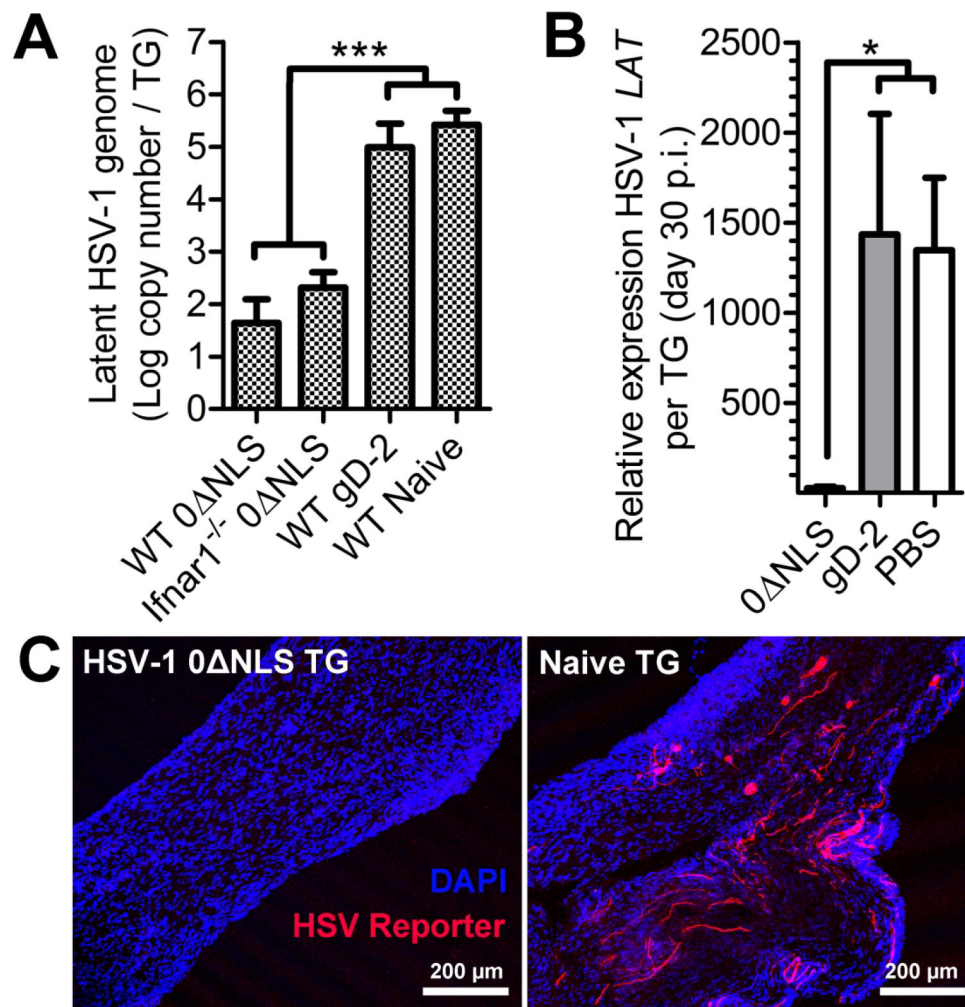 A
Latent HSV-1 genome
(Log copy number / TG)
7
6
5
4
3
2
1
0
***
WT 0ΔNLS
Ifnar1-/- 0ΔNLS
WT gD-2
WT Naive
B
Relative expression HSV-1 LAT
per TG (day 30 p.i.)
2500
2000
1500
1000
500
*
0ΔNLS
gD-2
PBS
C
HSV-1 0ΔNLS TG
DAPI
HSV Reporter
200 µm
Naive TG
200 µm